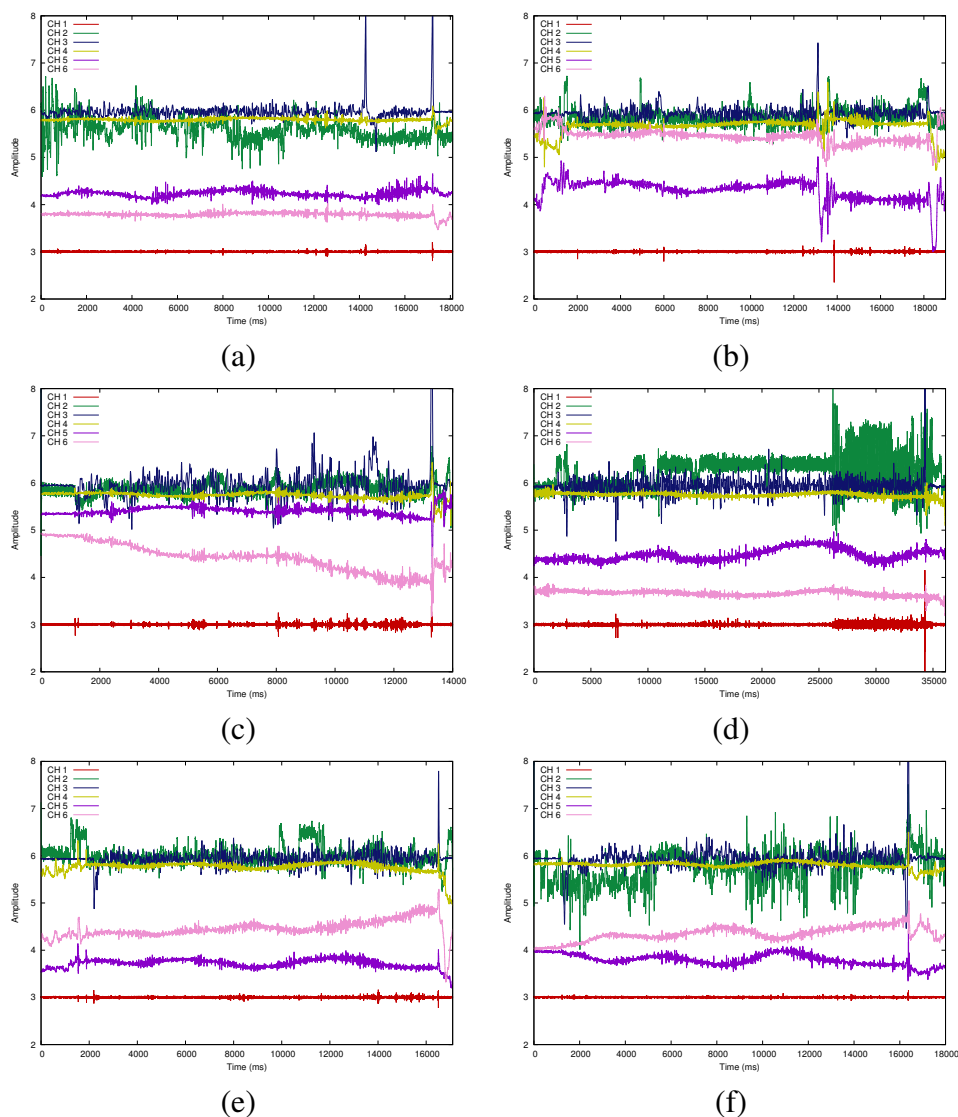 8
7
6
5
4
3
2
0 2000 4000 6000 8000 10000 12000 14000 16000 18000
Amplitude
Time (ms)
CH 1
CH 2
CH 3
CH 4
CH 5
CH 6
(a)
8
7
6
5
4
3
2
0 2000 4000 6000 8000 10000 12000 14000 16000 18000
Amplitude
Time (ms)
CH 1
CH 2
CH 3
CH 4
CH 5
CH 6
(b)
8
7
6
5
4
3
2
0 2000 4000 6000 8000 10000 12000 14000
Amplitude
Time (ms)
CH 1
CH 2
CH 3
CH 4
CH 5
CH 6
(c)
8
7
6
5
4
3
2
0 5000 10000 15000 20000 25000 30000 35000
Amplitude
Time (ms)
CH 1
CH 2
CH 3
CH 4
CH 5
CH 6
(d)
8
7
6
5
4
3
2
0 2000 4000 6000 8000 10000 12000 14000 16000
Amplitude
Time (ms)
CH 1
CH 2
CH 3
CH 4
CH 5
CH 6
(e)
8
7
6
5
4
3
2
0 2000 4000 6000 8000 10000 12000 14000 16000 18000
Amplitude
Time (ms)
CH 1
CH 2
CH 3
CH 4
CH 5
CH 6
(f)